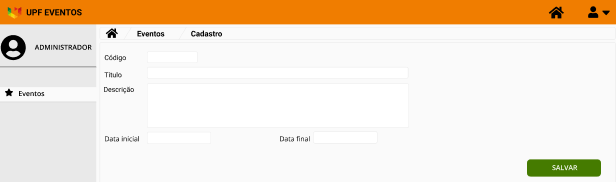 UPF EVENTOS
Eventos Cadastro
ADMINISTRADOR
Eventos
Código
Título
Descrição
Data inicial Data final
SALVAR